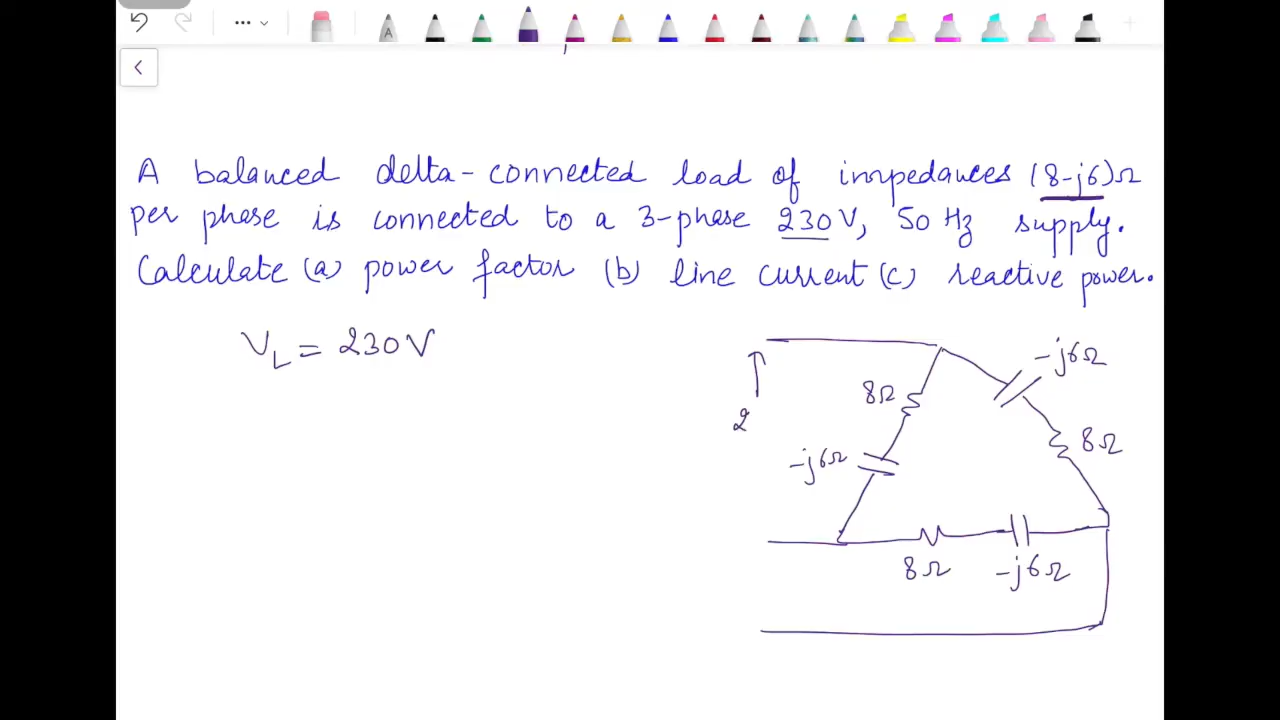 A balanced delta-connected load of impedances (8-j6)Ω
per phase is connected to a 3-phase 230V, 50 Hz supply.
Calculate (a) power factor (b) line current (c) reactive power.
V_L = 230V
-j6Ω
8Ω
2
8Ω
-j6Ω
8Ω
-j6Ω